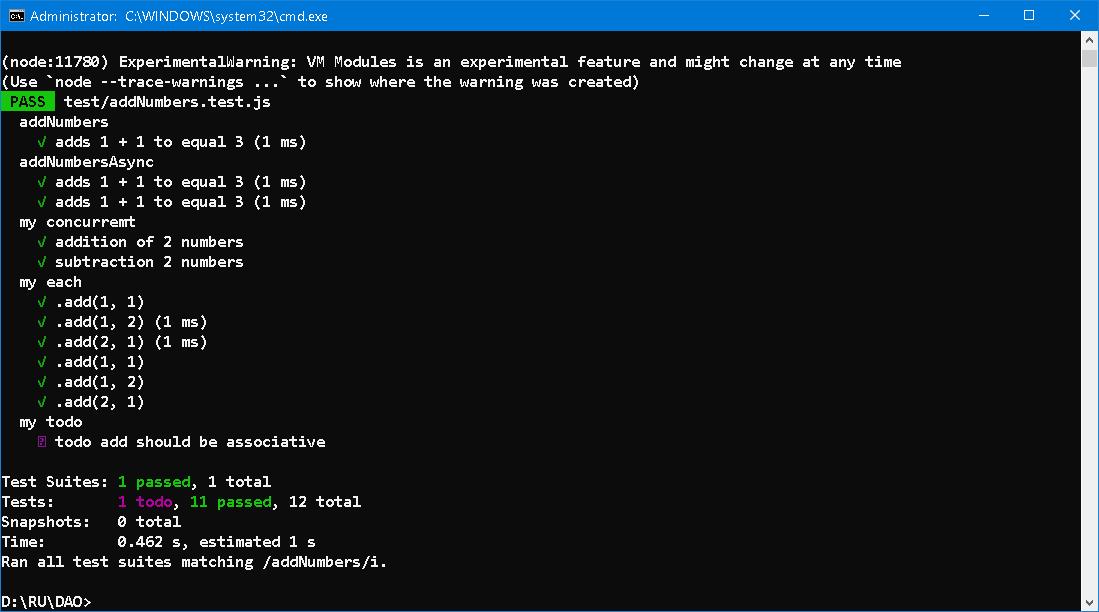 Administrator: C:\WINDOWS\system32\cmd.exe
(node:11780) ExperimentalWarning: VM Modules is an experimental feature and might change at any time
(Use `node --trace-warnings ...` to show where the warning was created)
PASS test/addNumbers.test.js
addNumbers
√ adds 1 + 1 to equal 3 (1 ms)
addNumbersAsync
√ adds 1 + 1 to equal 3 (1 ms)
√ adds 1 + 1 to equal 3 (1 ms)
my concurremt
√ addition of 2 numbers
√ subtraction 2 numbers
my each
√ .add(1, 1)
√ .add(1, 2) (1 ms)
√ .add(2, 1) (1 ms)
√ .add(1, 1)
√ .add(1, 2)
√ .add(2, 1)
my todo
todo add should be associative
Test Suites: 1 passed, 1 total
Tests: 1 todo, 11 passed, 12 total
Snapshots: 0 total
Time: 0.462 s, estimated 1 s
Ran all test suites matching /addNumbers/i.
D:\RU\DAO>